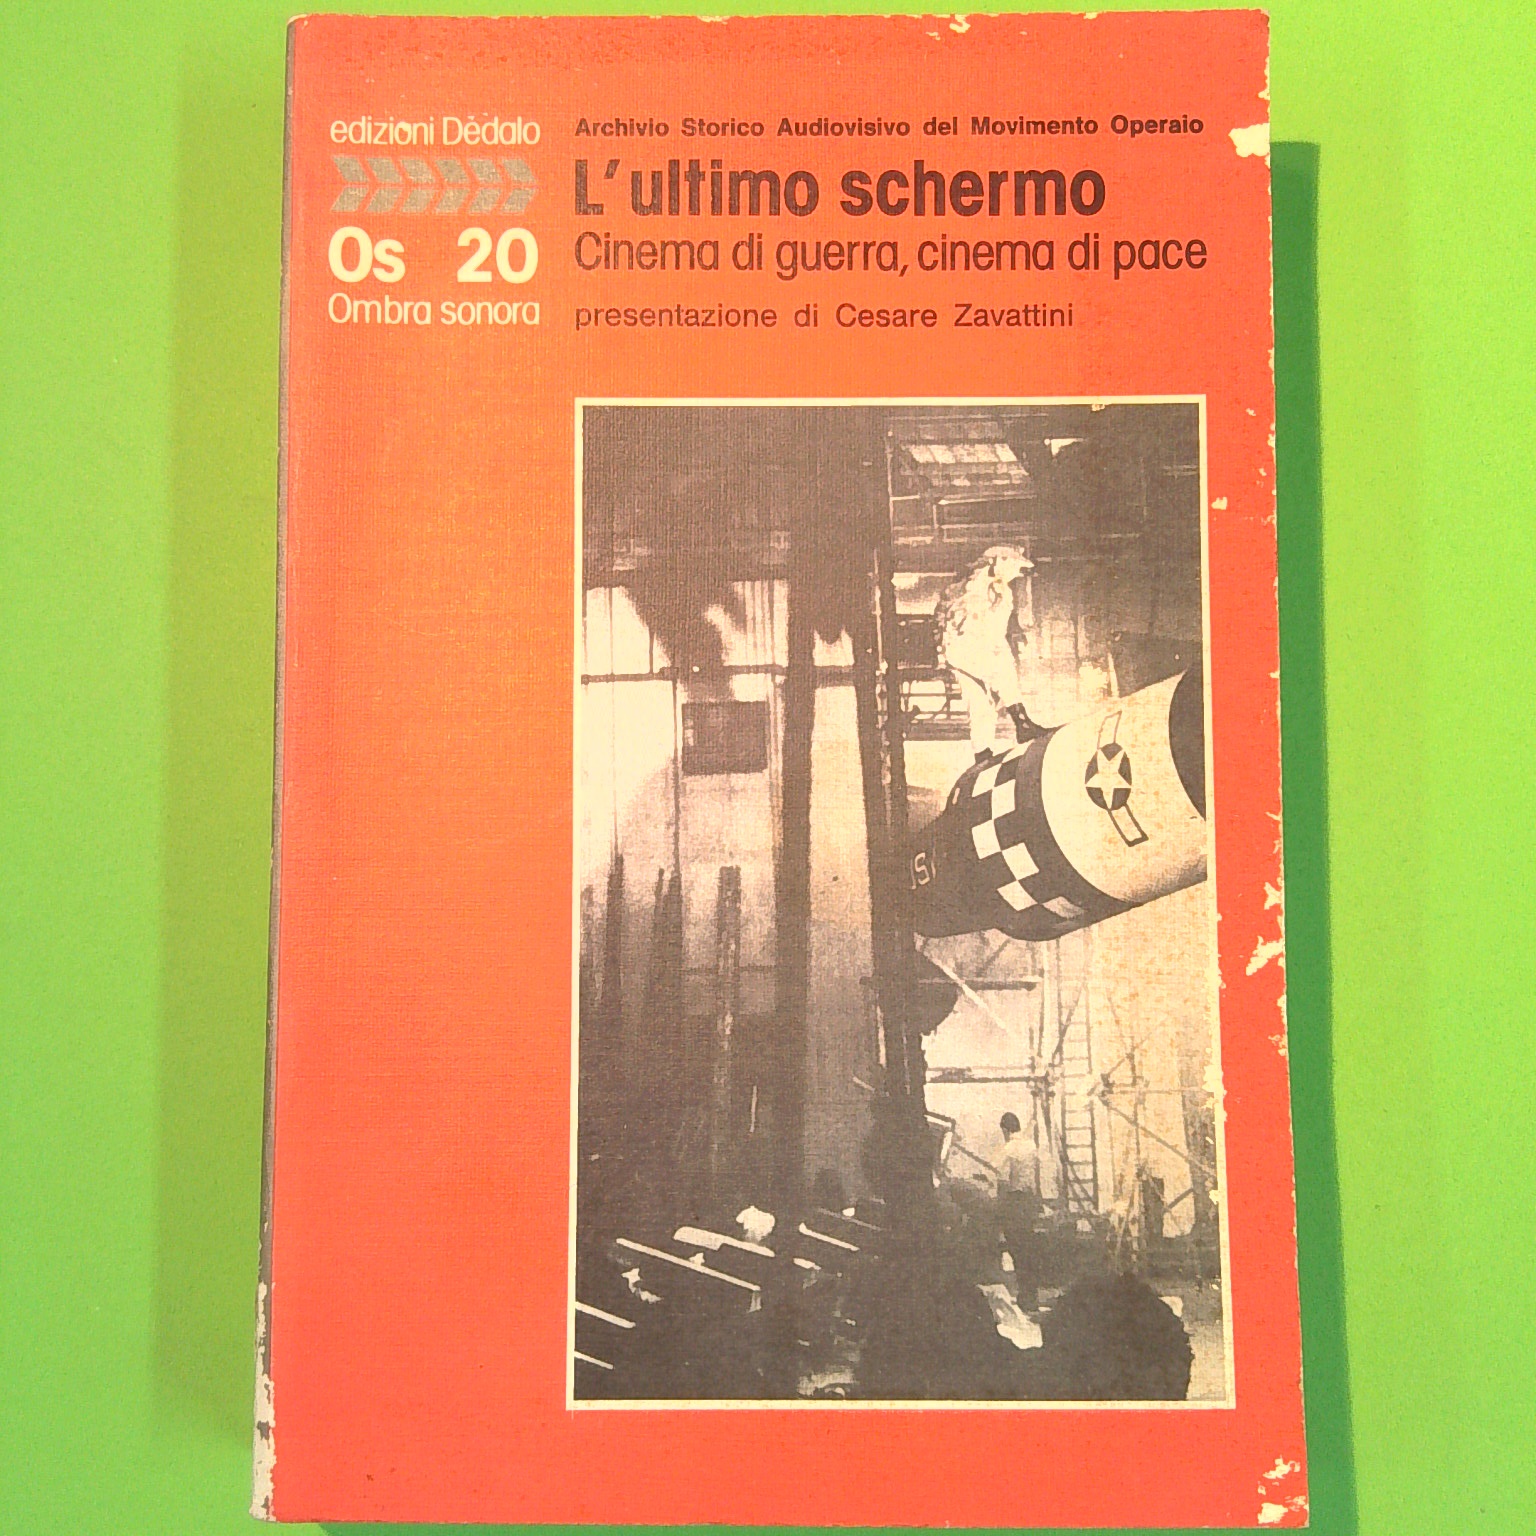 edizioni Dédalo
Os 20
Ombra sonora
Archivio Storico Audiovisivo del Movimento Operaio
L'ultimo schermo
Cinema di guerra, cinema di pace
presentazione di Cesare Zavattini